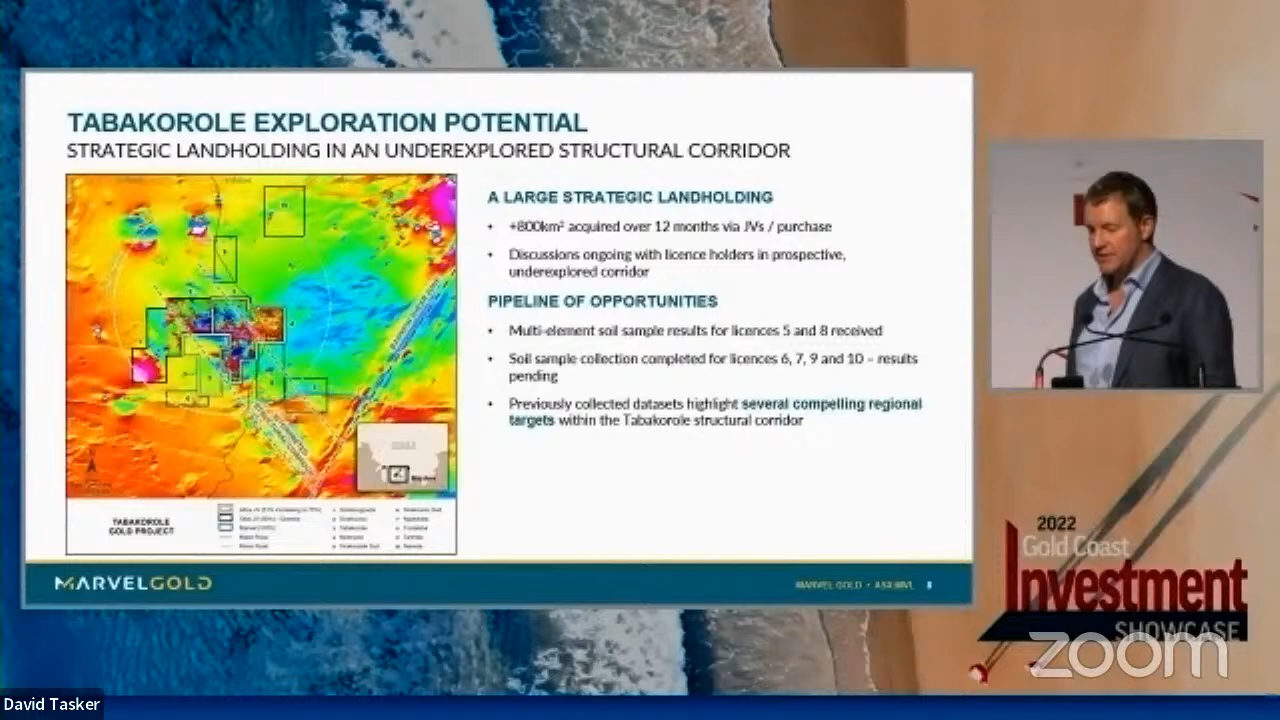 TABAKOROLE EXPLORATION POTENTIAL
STRATEGIC LANDHOLDING IN AN UNDEREXPLORED STRUCTURAL CORRIDOR
A LARGE STRATEGIC LANDHOLDING
• +800km² acquired over 12 months via JVs / purchase
• Discussions ongoing with licence holders in prospective,
underexplored corridor
PIPELINE OF OPPORTUNITIES
• Multi-element soil sample results for licences 5 and 8 received
• Soil sample collection completed for licences 6, 7, 9 and 10 – results
pending
• Previously collected datasets highlight several compelling regional
targets within the Tabakorole structural corridor
TABAKOROLE
GOLD PROJECT
MARVELGOLD
MARVEL GOLD • ASX:MVL 8
2022
Gold Coast
Investment
SHOWCASE
zoom
David Tasker